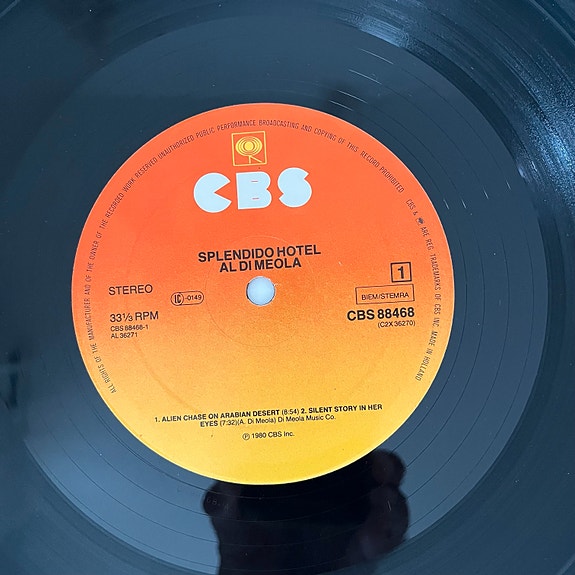 ALL RIGHTS OF THE MANUFACTURER AND OF THE OWNER OF THE RECORDED WORK RESERVED UNAUTHORIZED PUBLIC PERFORMANCE BROADCASTING AND COPYING OF THIS RECORD PROHIBITED CBS & ARE REG. TRADEMARKS OF CBS INC. MADE IN HOLLAND
CBS
SPLENDIDO HOTEL
AL DI MEOLA
STEREO
LC-0149
1
BIEM/STEMRA
33⅓ RPM
CBS 88468-1
AL 36271
CBS 88468
(C2X 36270)
1. ALIEN CHASE ON ARABIAN DESERT (8:54) 2. SILENT STORY IN HER
EYES (7:32)(A. Di Meola) Di Meola Music Co.
℗ 1980 CBS Inc.